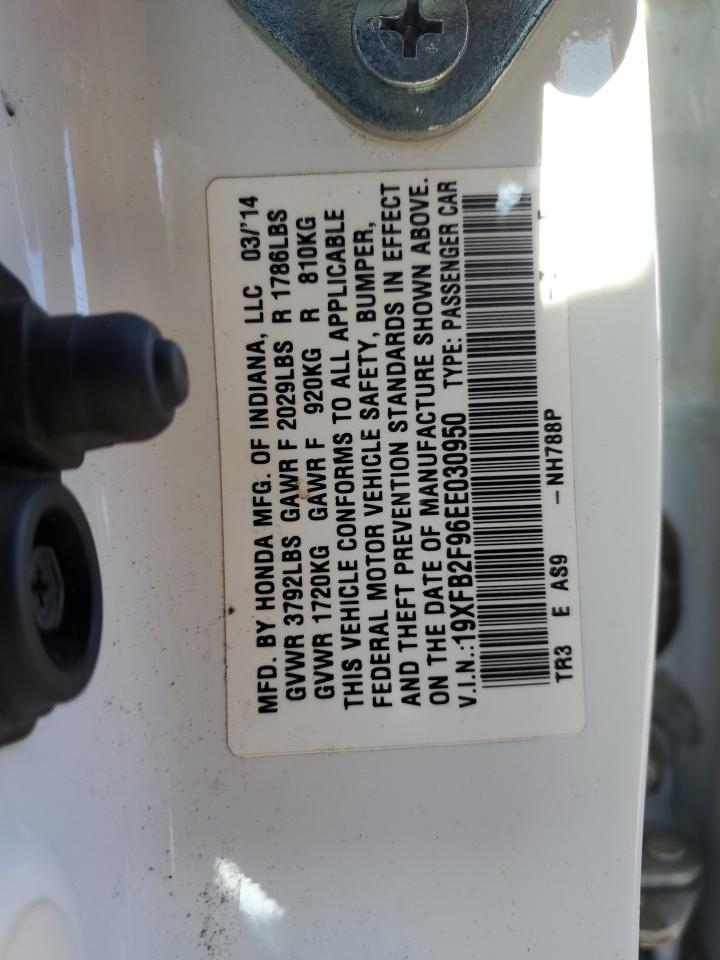 MFD. BY HONDA MFG. OF INDIANA, LLC 03/'14
GVWR 3792LBS GAWR F 2029LBS R 1786LBS
GVWR 1720KG GAWR F 920KG R 810KG
THIS VEHICLE CONFORMS TO ALL APPLICABLE
FEDERAL MOTOR VEHICLE SAFETY, BUMPER,
AND THEFT PREVENTION STANDARDS IN EFFECT
ON THE DATE OF MANUFACTURE SHOWN ABOVE.
V.I.N.:19XFB2F96EE030950 TYPE: PASSENGER CAR
TR3 E AS9 -NH788P